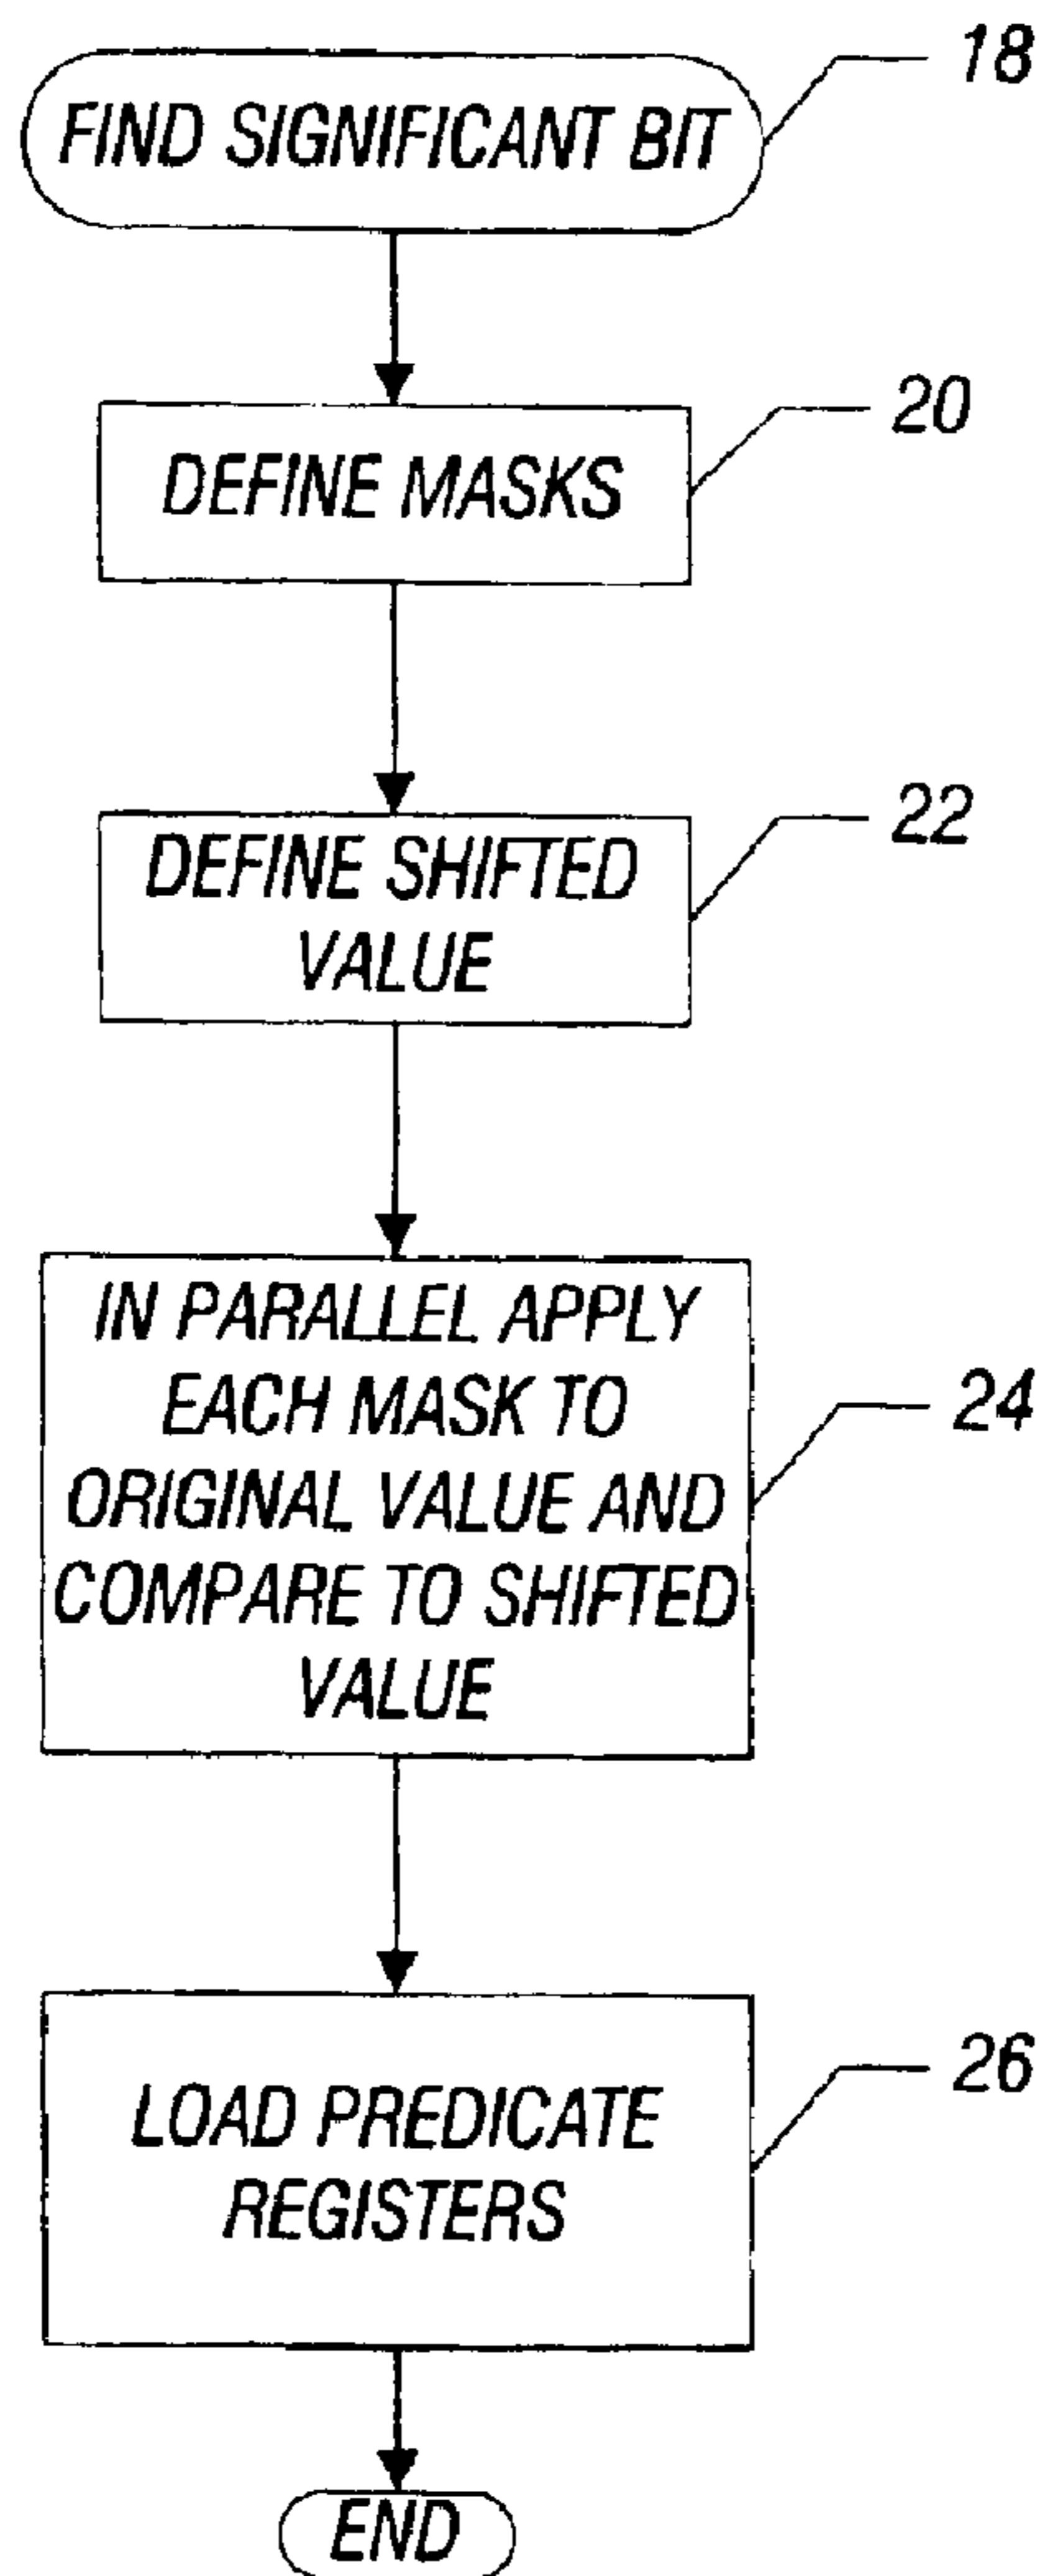 18
FIND SIGNIFICANT BIT
20
DEFINE MASKS
22
DEFINE SHIFTED
VALUE
IN PARALLEL APPLY
EACH MASK TO
24
ORIGINAL VALUE AND
COMPARE TO SHIFTED
VALUE
26
LOAD PREDICATE
REGISTERS
END